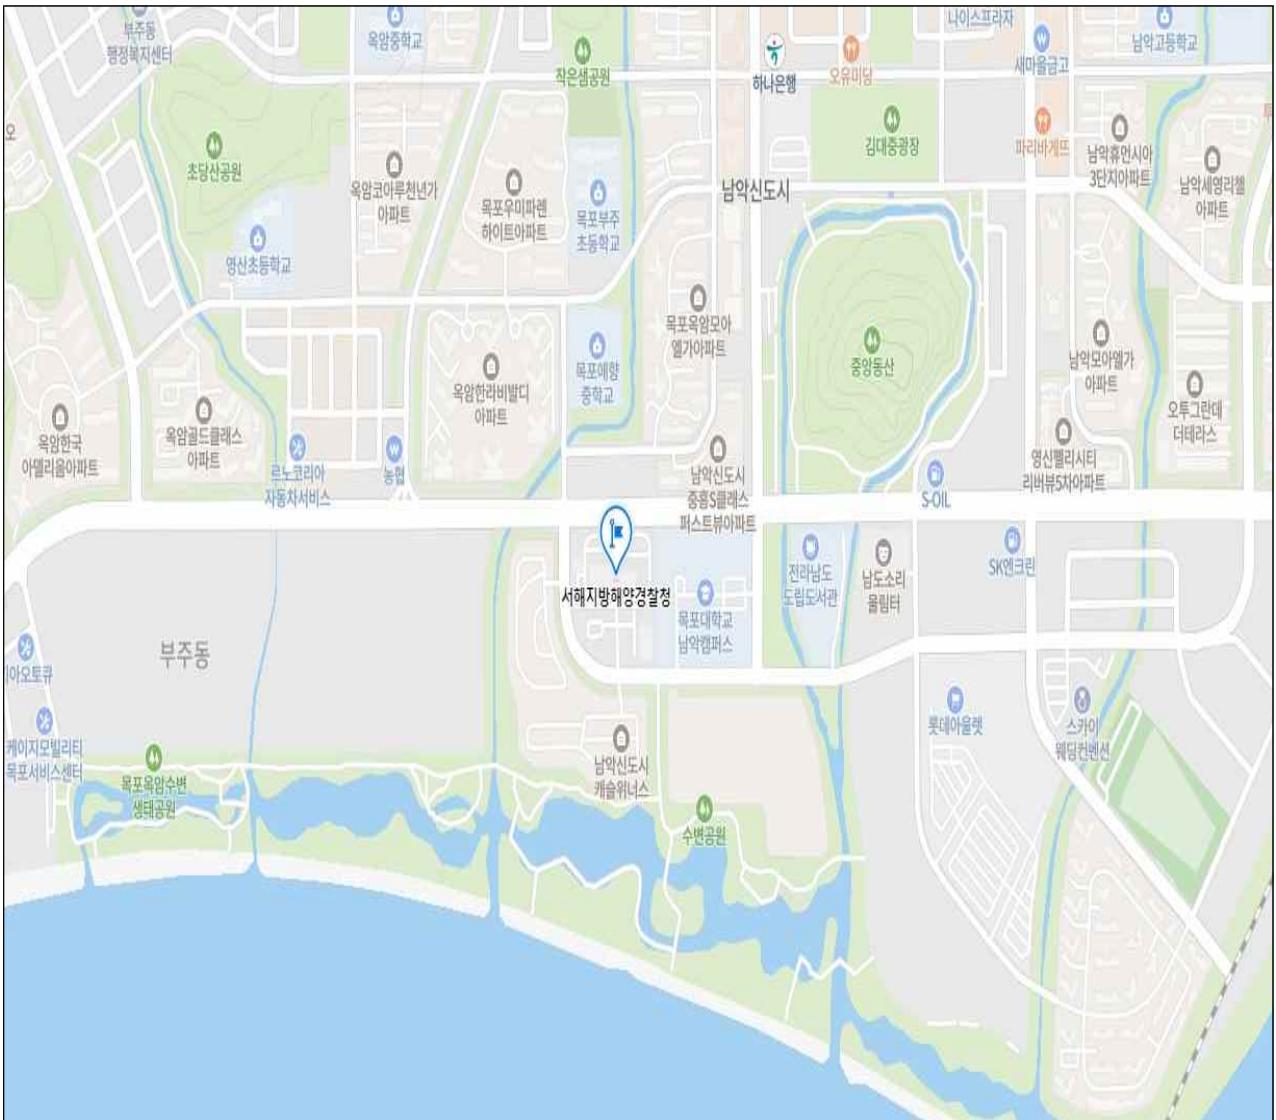 부주동
행정복지센터
옥암중학교
작은샘공원
하나은행
오유미당
나이스프라자
새마을금고
남악고등학교
초당산공원
옥암코아루천년가
아파트
목포우미파렌
하이트아파트
목포부주
초등학교
남악신도시
김대중광장
파리바게뜨
남악휴먼시아
3단지아파트
남악세영리첼
아파트
오
영산초등학교
목포옥암모아
엘가아파트
중앙동산
남악모아엘가
아파트
옥암한국
아델리움아파트
옥암골드클래스
아파트
옥암한라비발디
아파트
목포예향
중학교
오투그란데
더테라스
르노코리아
자동차서비스
농협
남악신도시
중흥S클래스
퍼스트뷰아파트
S-OIL
영신펠리시티
리버뷰5차아파트
서해지방해양경찰청
목포대학교
남악캠퍼스
전라남도
도립도서관
남도소리
울림터
SK엔크린
부주동
기아오토큐
케이지모빌리티
목포서비스센터
목포옥암수변
생태공원
남악신도시
캐슬위너스
수변공원
롯데아울렛
스카이
웨딩컨벤션